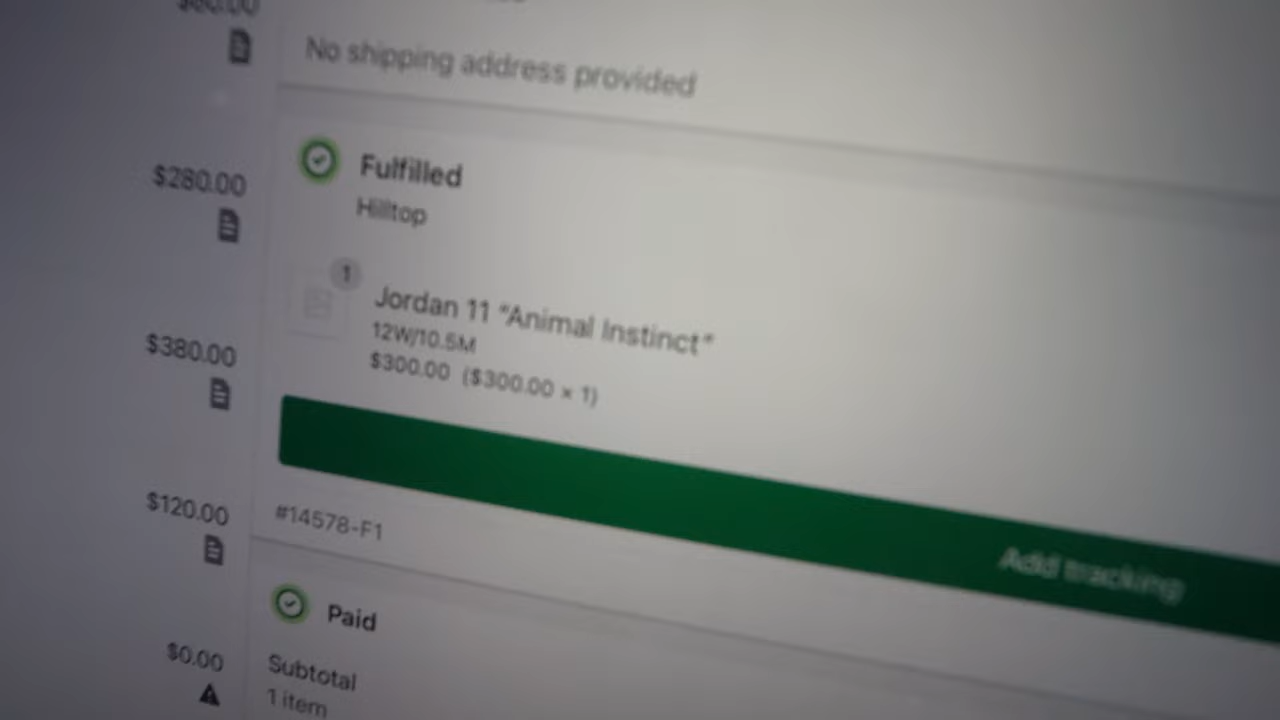 No shipping address provided
$280.00
Fulfilled
Hilltop
1
Jordan 11 "Animal Instinct"
12W/10.5M
$300.00 ($300.00 × 1)
$380.00
Add tracking
$120.00
#14578-F1
Paid
$0.00
Subtotal
1 item